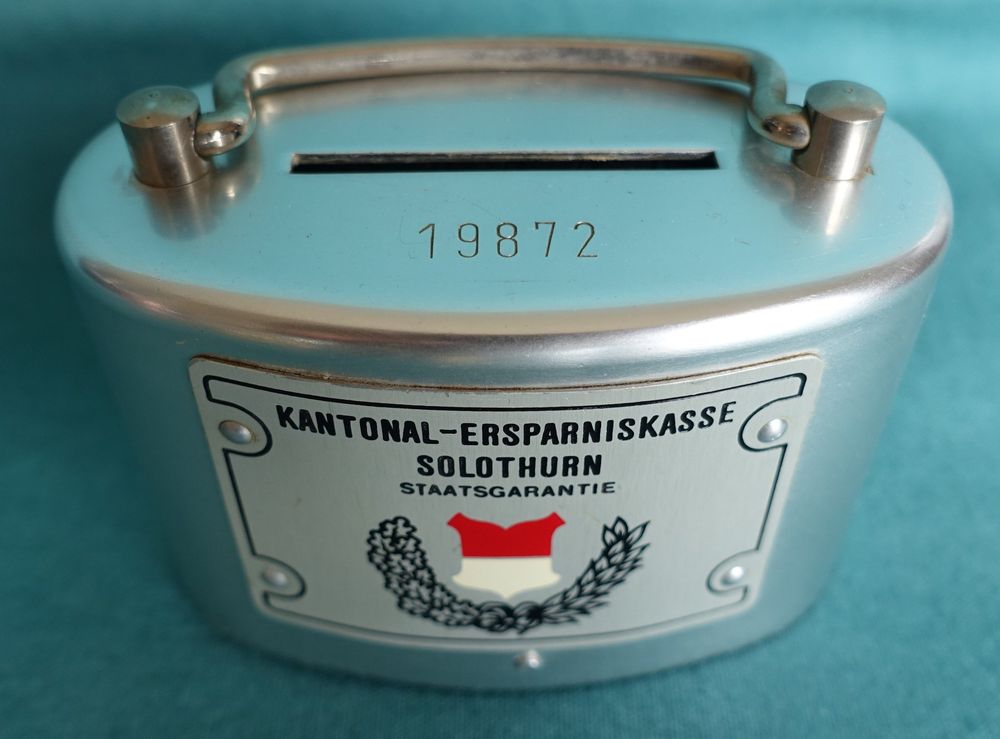 19872
KANTONAL-ERSPARNISKASSE
SOLOTHURN
STAATSGARANTIE